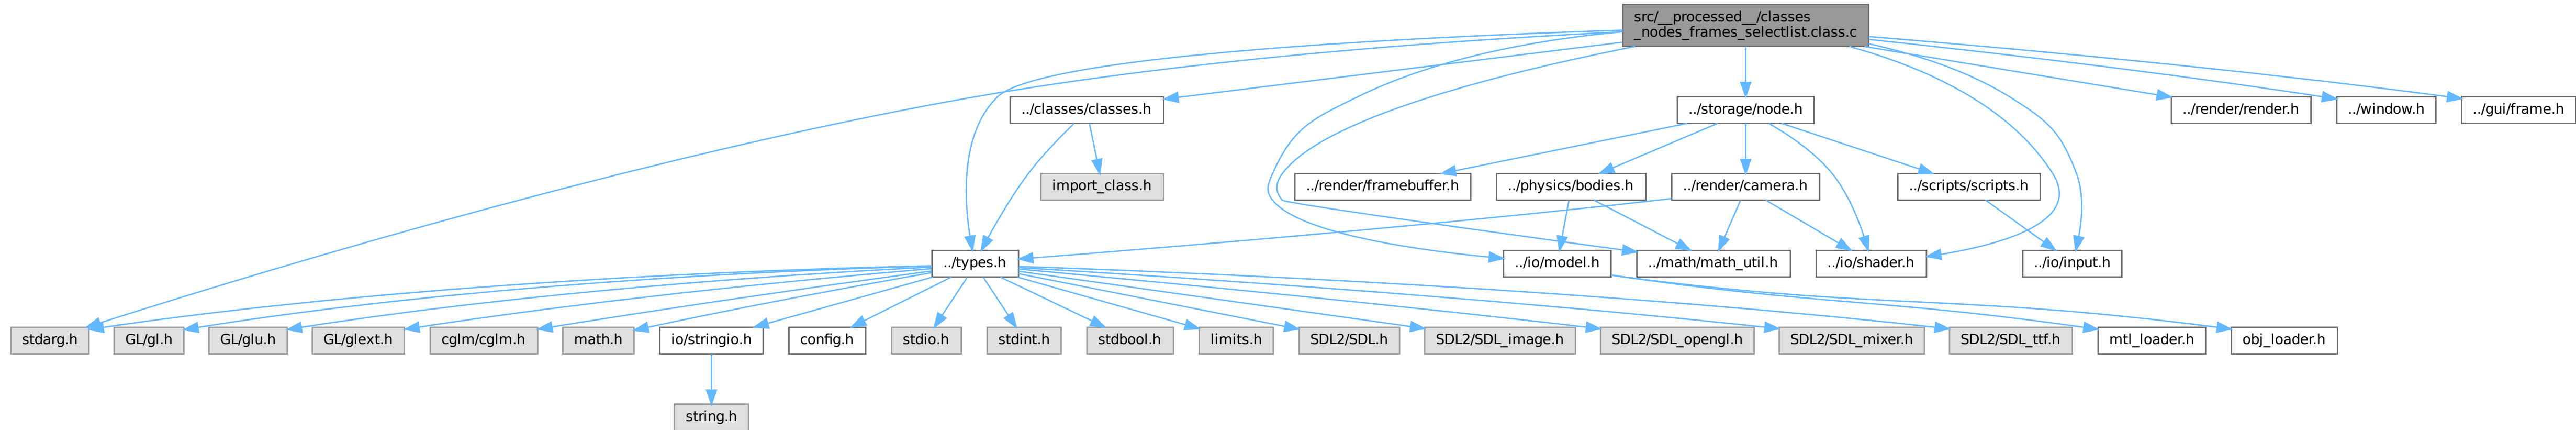 src/__processed__/classes
_nodes_frames_selectlist.class.c
../classes/classes.h
../storage/node.h
../render/render.h
../window.h
../gui/frame.h
import_class.h
../render/framebuffer.h
../physics/bodies.h
../render/camera.h
../scripts/scripts.h
../types.h
../io/model.h
../math/math_util.h
../io/shader.h
../io/input.h
stdarg.h
GL/gl.h
GL/glu.h
GL/glext.h
cglm/cglm.h
math.h
io/stringio.h
config.h
stdio.h
stdint.h
stdbool.h
limits.h
SDL2/SDL.h
SDL2/SDL_image.h
SDL2/SDL_opengl.h
SDL2/SDL_mixer.h
SDL2/SDL_ttf.h
mtl_loader.h
obj_loader.h
string.h